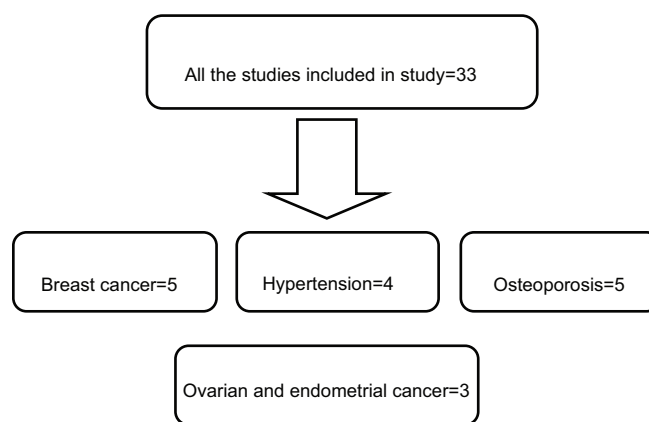 All the studies included in study=33
Breast cancer=5
Hypertension=4
Osteoporosis=5
Ovarian and endometrial cancer=3